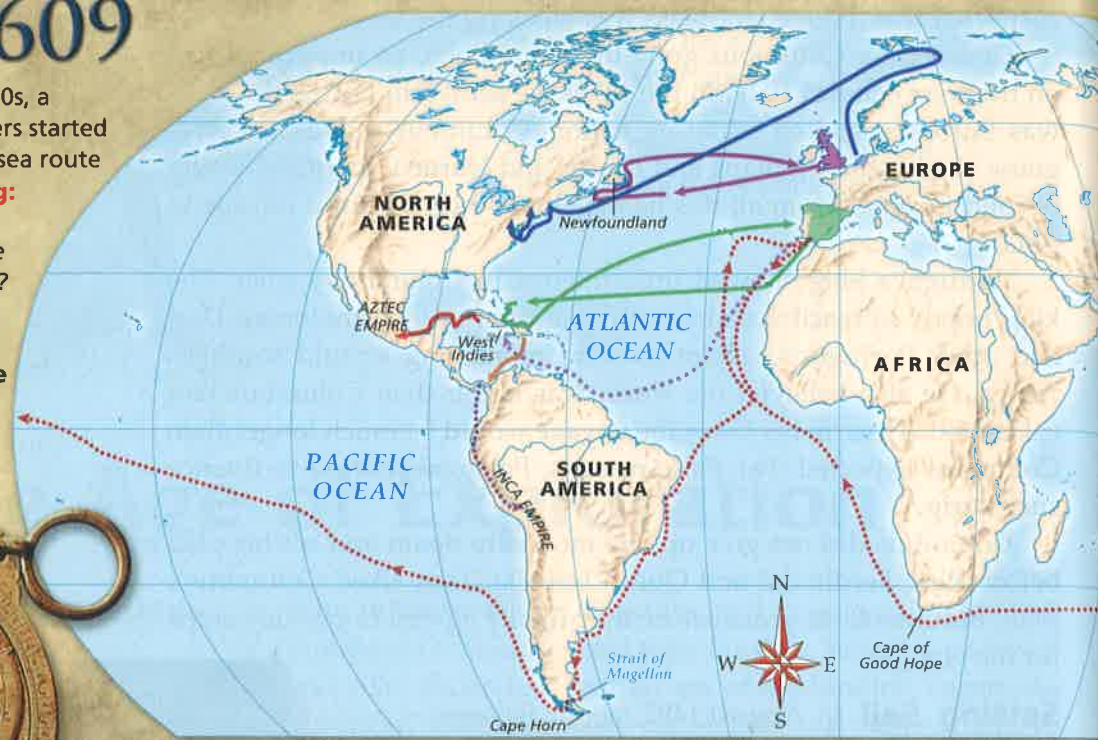 609
0s, a
ers started
sea route
g:
e
?
e
NORTH
AMERICA
Newfoundland
EUROPE
AZTEC
EMPIRE
West
Indies
ATLANTIC
OCEAN
AFRICA
PACIFIC
OCEAN
SOUTH
AMERICA
INCA EMPIRE
N
W
E
S
Strait of
Magellan
Cape of
Good Hope
Cape Horn